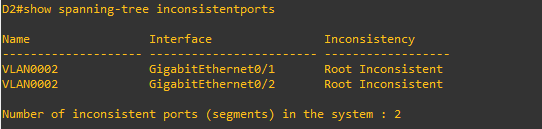 D2#show spanning-tree inconsistentports
Name                 Interface                Inconsistency
-------------------- ------------------------ ------------------
VLAN0002             GigabitEthernet0/1       Root Inconsistent
VLAN0002             GigabitEthernet0/2       Root Inconsistent
Number of inconsistent ports (segments) in the system : 2